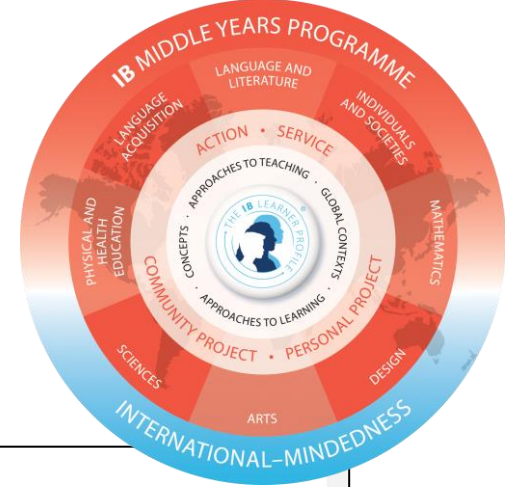 IB MIDDLE YEARS PROGRAMME
LANGUAGE AND
LITERATURE
INDIVIDUALS
AND SOCIETIES
MATHEMATICS
DESIGN
ARTS
SCIENCES
PHYSICAL AND
HEALTH
EDUCATION
LANGUAGE
ACQUISITION
ACTION • SERVICE
PERSONAL PROJECT
•
COMMUNITY PROJECT
APPROACHES TO TEACHING •
GLOBAL CONTEXTS •
APPROACHES TO LEARNING •
CONCEPTS •
THE IB LEARNER PROFILE
®
INTERNATIONAL–MINDEDNESS